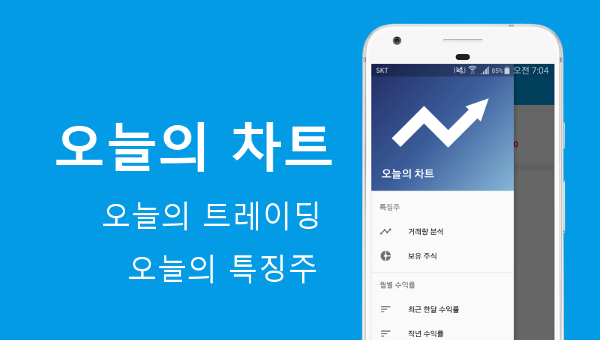 오늘의 차트
오늘의 트레이딩
오늘의 특징주
SKT 85% 오전 7:04
오늘의 차트
특징주
거래량 분석
보유 주식
월별 수익률
최근 한달 수익률
작년 수익률